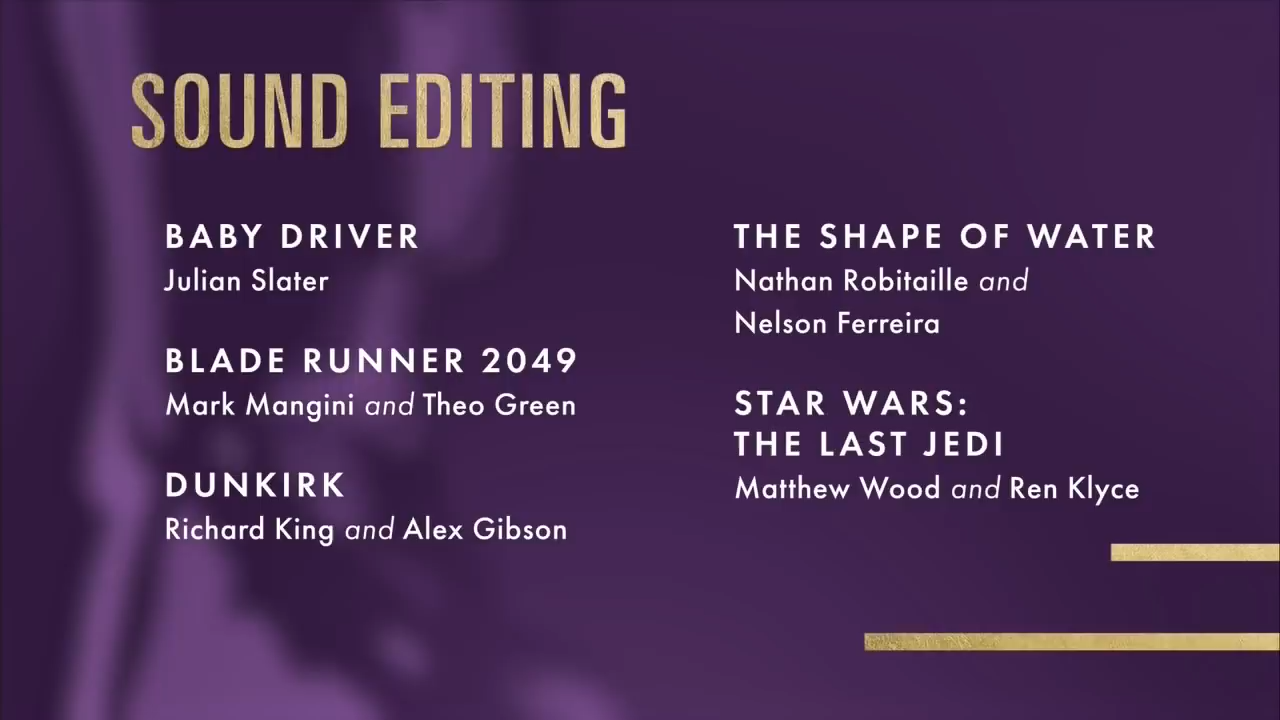 SOUND EDITING
BABY DRIVER
Julian Slater
BLADE RUNNER 2049
Mark Mangini and Theo Green
DUNKIRK
Richard King and Alex Gibson
THE SHAPE OF WATER
Nathan Robitaille and
Nelson Ferreira
STAR WARS:
THE LAST JEDI
Matthew Wood and Ren Klyce